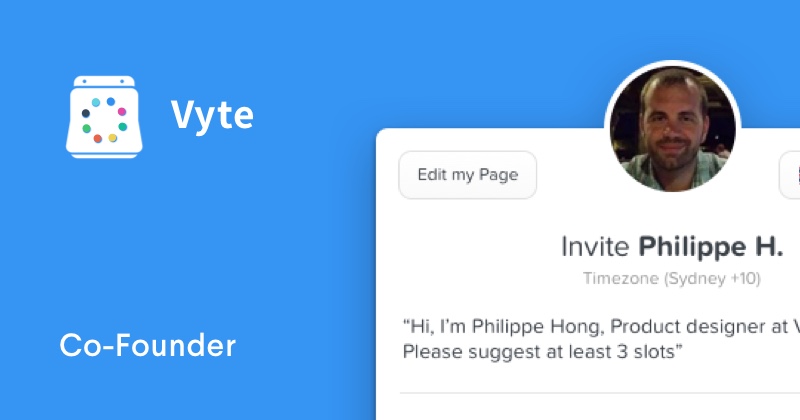 Vyte
Co-Founder
Edit my Page
Invite Philippe H.
Timezone (Sydney +10)
“Hi, I’m Philippe Hong, Product designer at
Please suggest at least 3 slots”